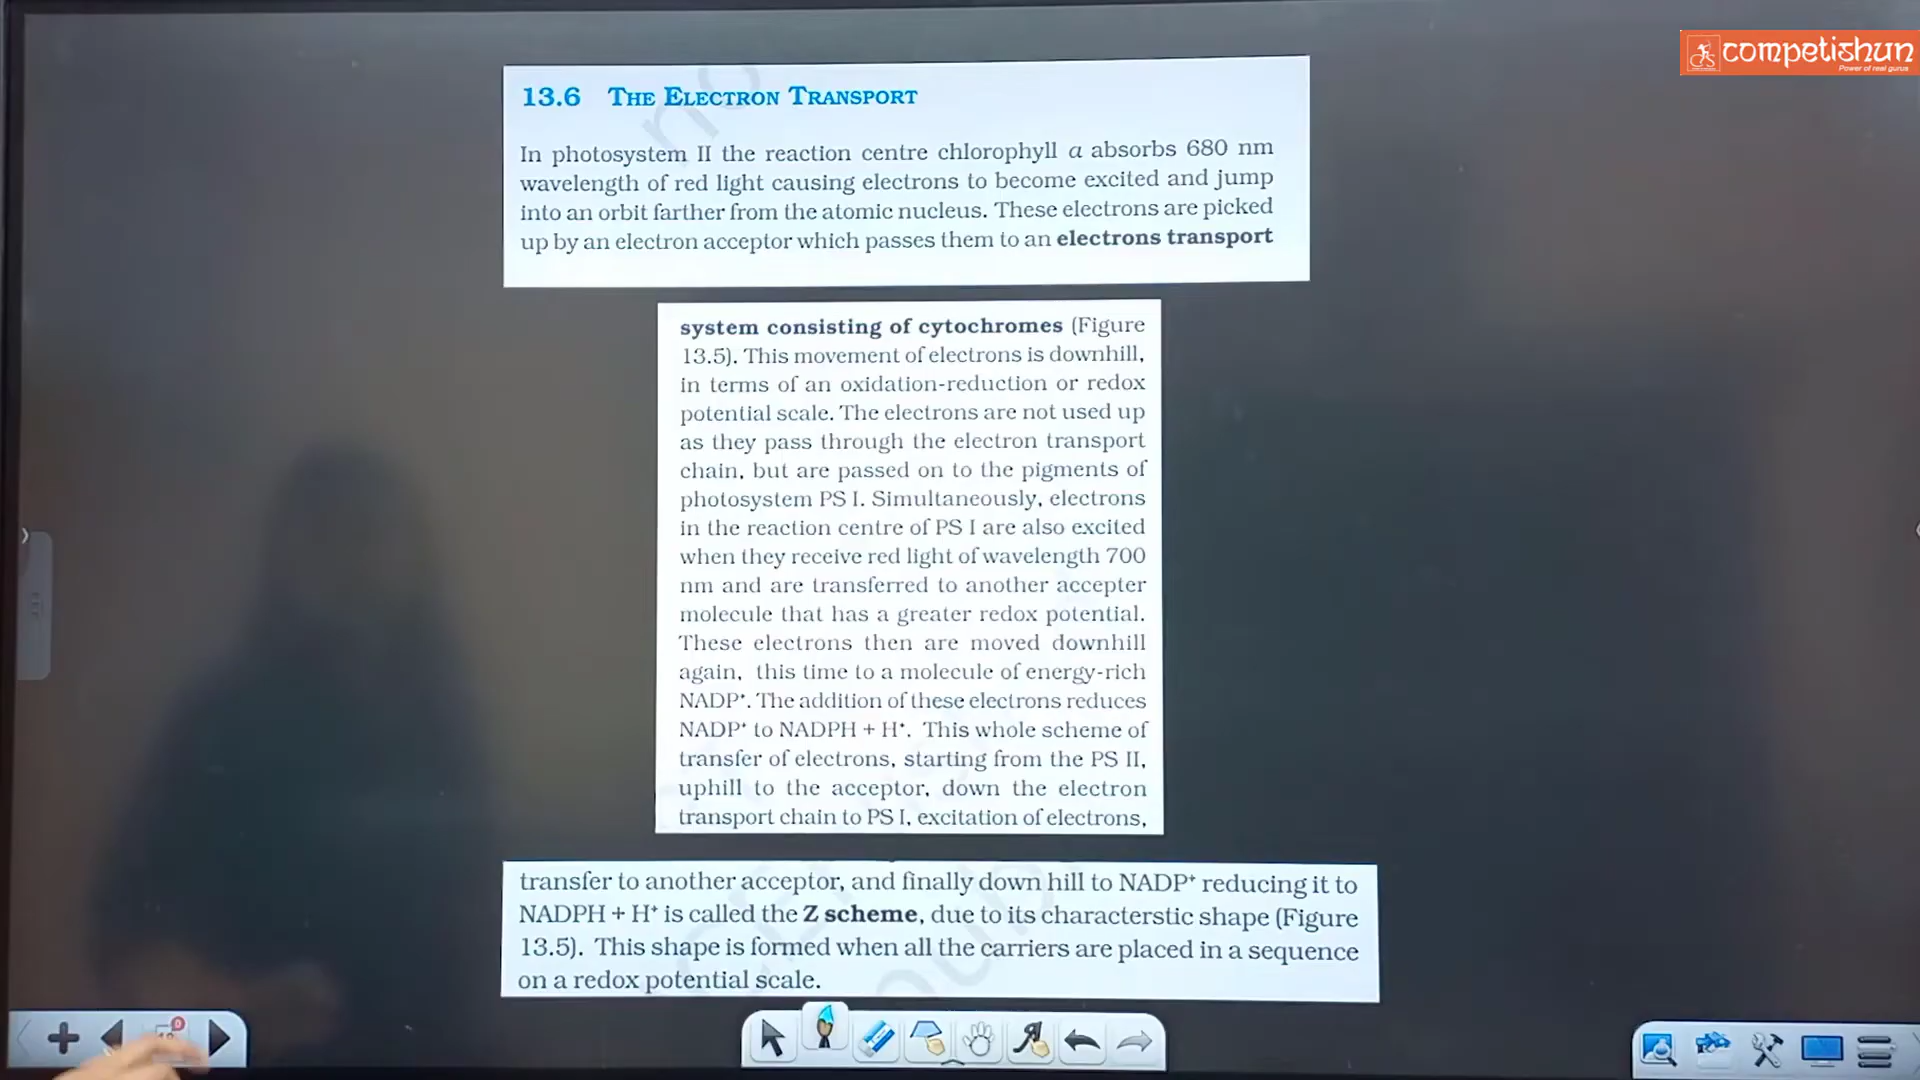 competishun
Power of real gurus
13.6 THE ELECTRON TRANSPORT
In photosystem II the reaction centre chlorophyll a absorbs 680 nm
wavelength of red light causing electrons to become excited and jump
into an orbit farther from the atomic nucleus. These electrons are picked
up by an electron acceptor which passes them to an electrons transport
system consisting of cytochromes (Figure
13.5). This movement of electrons is downhill,
in terms of an oxidation-reduction or redox
potential scale. The electrons are not used up
as they pass through the electron transport
chain, but are passed on to the pigments of
photosystem PS I. Simultaneously, electrons
in the reaction centre of PS I are also excited
when they receive red light of wavelength 700
nm and are transferred to another accepter
molecule that has a greater redox potential.
These electrons then are moved downhill
again, this time to a molecule of energy-rich
NADP⁺. The addition of these electrons reduces
NADP⁺ to NADPH + H⁺. This whole scheme of
transfer of electrons, starting from the PS II,
uphill to the acceptor, down the electron
transport chain to PS I, excitation of electrons,
transfer to another acceptor, and finally down hill to NADP⁺ reducing it to
NADPH + H⁺ is called the Z scheme, due to its characterstic shape (Figure
13.5). This shape is formed when all the carriers are placed in a sequence
on a redox potential scale.